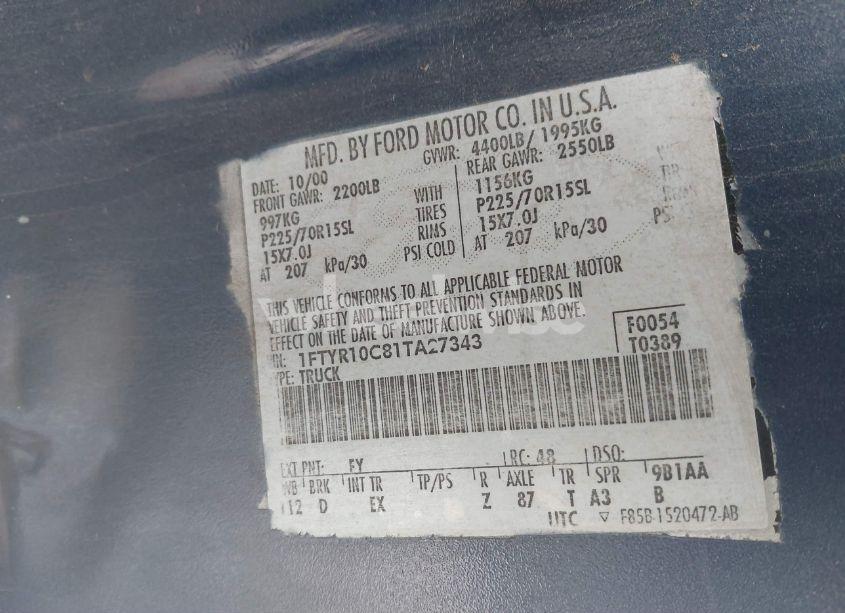 MFD. BY FORD MOTOR CO. IN U.S.A.
DATE: 10/00 GVWR: 4400LB/ 1995KG
FRONT GAWR: 2200LB REAR GAWR: 2550LB
997KG WITH 1156KG
P225/70R15SL TIRES P225/70R15SL
15X7.0J RIMS 15X7.0J RIMS
AT 207 kPa/30 PSI COLD AT 207 kPa/30 PSI
THIS VEHICLE CONFORMS TO ALL APPLICABLE FEDERAL MOTOR
VEHICLE SAFETY AND THEFT PREVENTION STANDARDS IN
EFFECT ON THE DATE OF MANUFACTURE SHOWN ABOVE.
1FTYR10C81TA27343 F0054
TRUCK T0389
EXT PNT: FY RC: 48 DSO:
WB BRK INT TR TP/PS R AXLE TR SPR 9B1AA
112 D EX Z 87 T A3 B
UTC ▽ F85B-1520472-AB